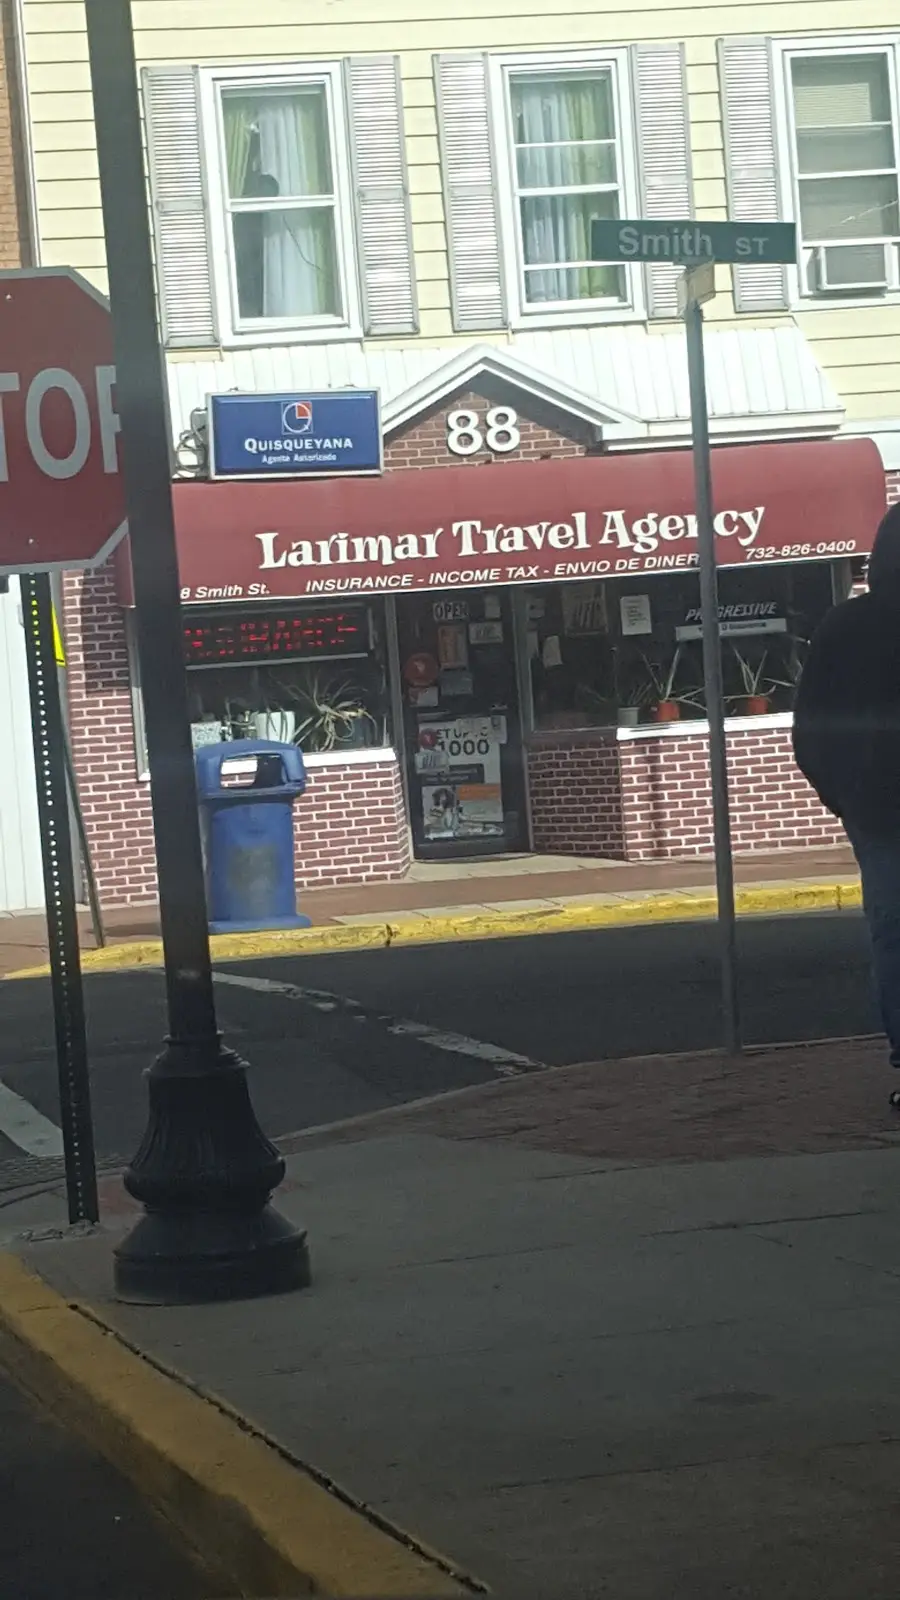 Smith ST
TOP
QUISQUEYANA
Agente Autorizado
88
Larimar Travel Agency
8 Smith St.
INSURANCE - INCOME TAX - ENVIO DE DINER
732-826-0400
OPEN
PROGRESSIVE
1000